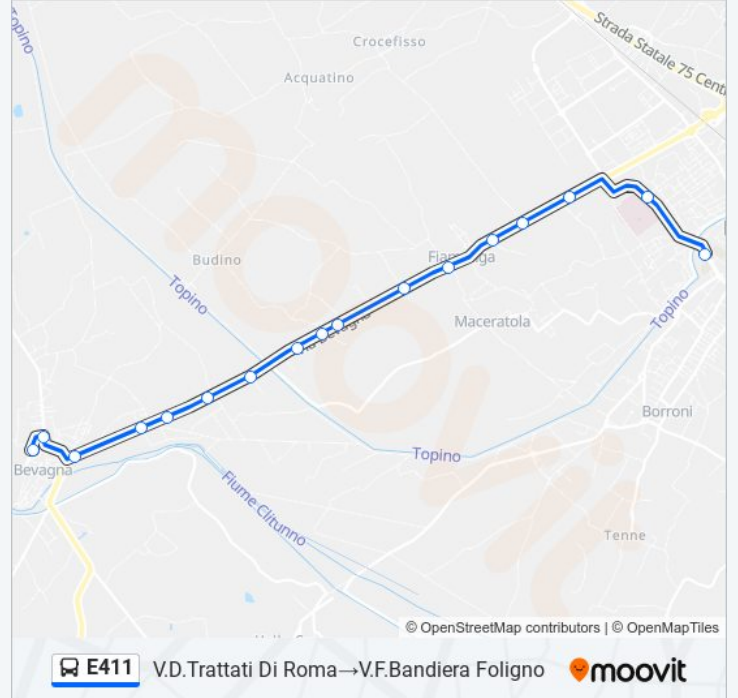 Topino
Crocefisso
Strada Statale 75 Cent
Acquatino
Budino
Topino
Maceratola
Topino
Borroni
Bevagna
Topino
Fiume Clitunno
Tenne
moovit
© OpenStreetMap contributors | © OpenMapTiles
E411 V.D.Trattati Di Roma→V.F.Bandiera Foligno moovit